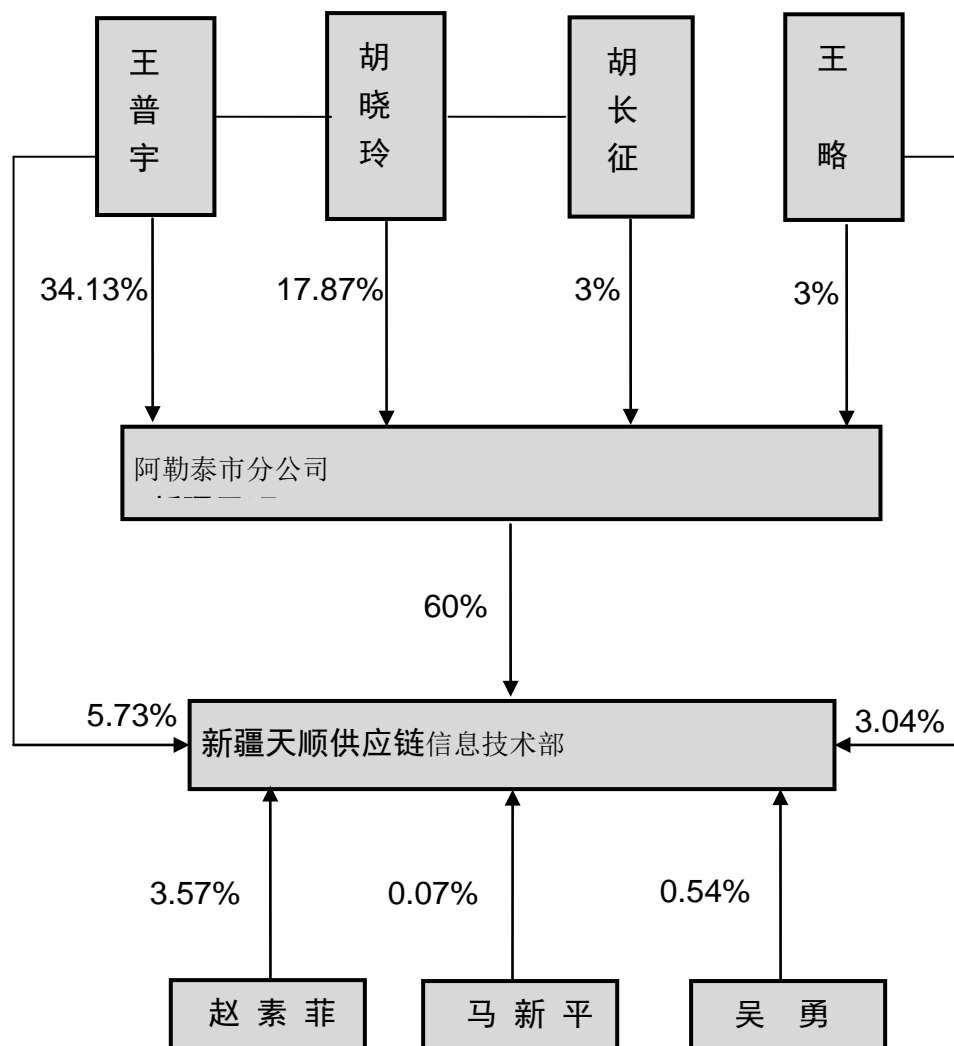 王普宇
胡晓玲
胡长征
王略
34.13%
17.87%
3%
3%
阿勒泰市分公司
60%
5.73%
新疆天顺供应链信息技术部
3.04%
3.57%
0.07%
0.54%
赵素菲
马新平
吴勇